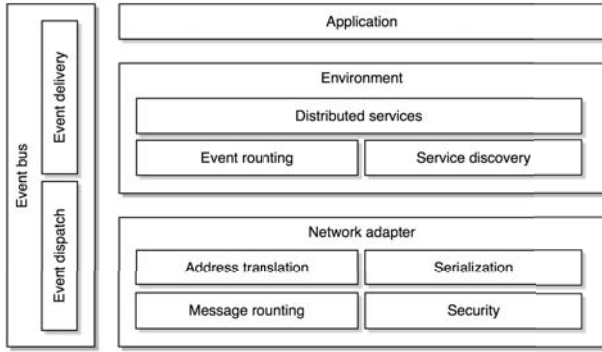 Event bus
Event delivery
Event dispatch
Application
Environment
Distributed services
Event rounting
Service discovery
Network adapter
Address translation
Serialization
Message rounting
Security